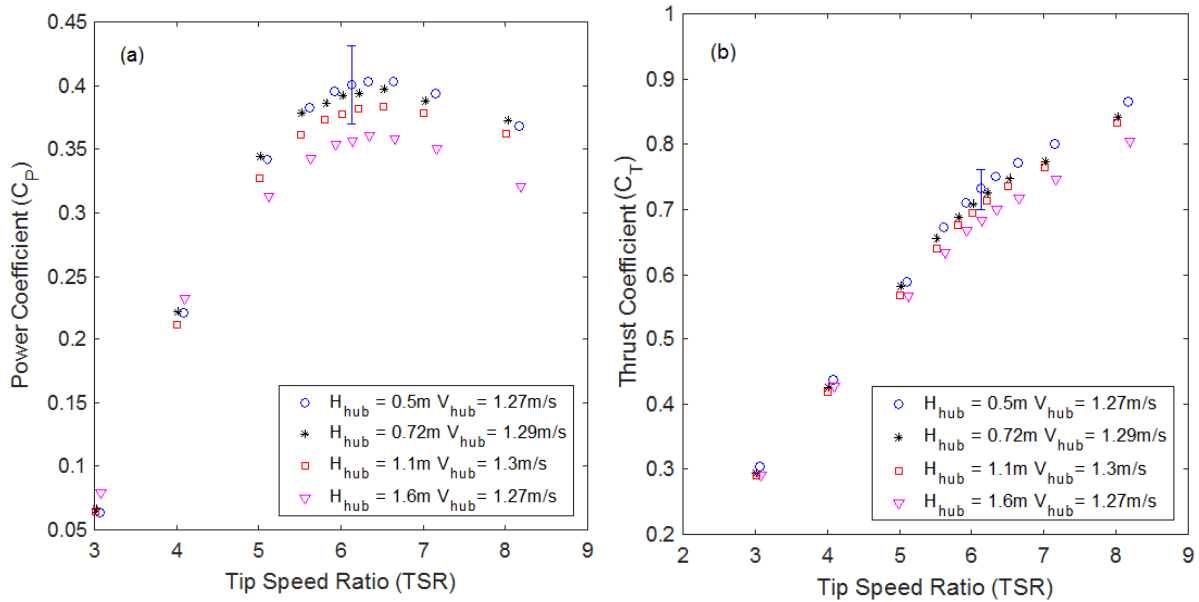 (a)
Power Coefficient (C_P)
0.45
0.4
0.35
0.3
0.25
0.2
0.15
0.1
0.05
3 4 5 6 7 8 9
Tip Speed Ratio (TSR)
H_hub = 0.5m V_hub = 1.27m/s
H_hub = 0.72m V_hub = 1.29m/s
H_hub = 1.1m V_hub = 1.3m/s
H_hub = 1.6m V_hub = 1.27m/s
(b)
Thrust Coefficient (C_T)
1
0.9
0.8
0.7
0.6
0.5
0.4
0.3
0.2
2 3 4 5 6 7 8 9
Tip Speed Ratio (TSR)
H_hub = 0.5m V_hub = 1.27m/s
H_hub = 0.72m V_hub = 1.29m/s
H_hub = 1.1m V_hub = 1.3m/s
H_hub = 1.6m V_hub = 1.27m/s